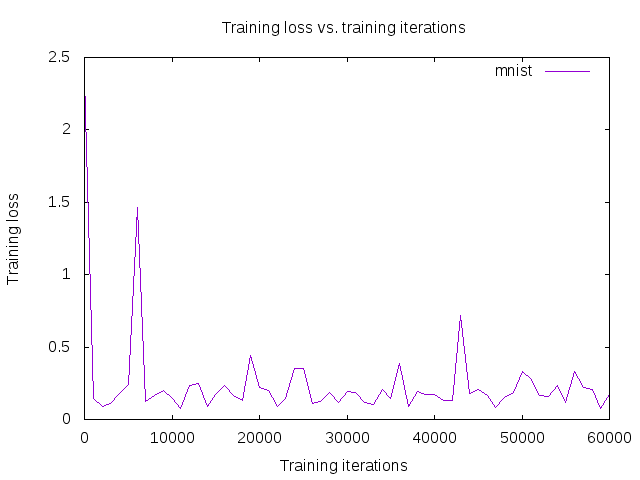 Training loss vs. training iterations
mnist
2.5
2
1.5
1
0.5
0
Training loss
0 10000 20000 30000 40000 50000 60000
Training iterations